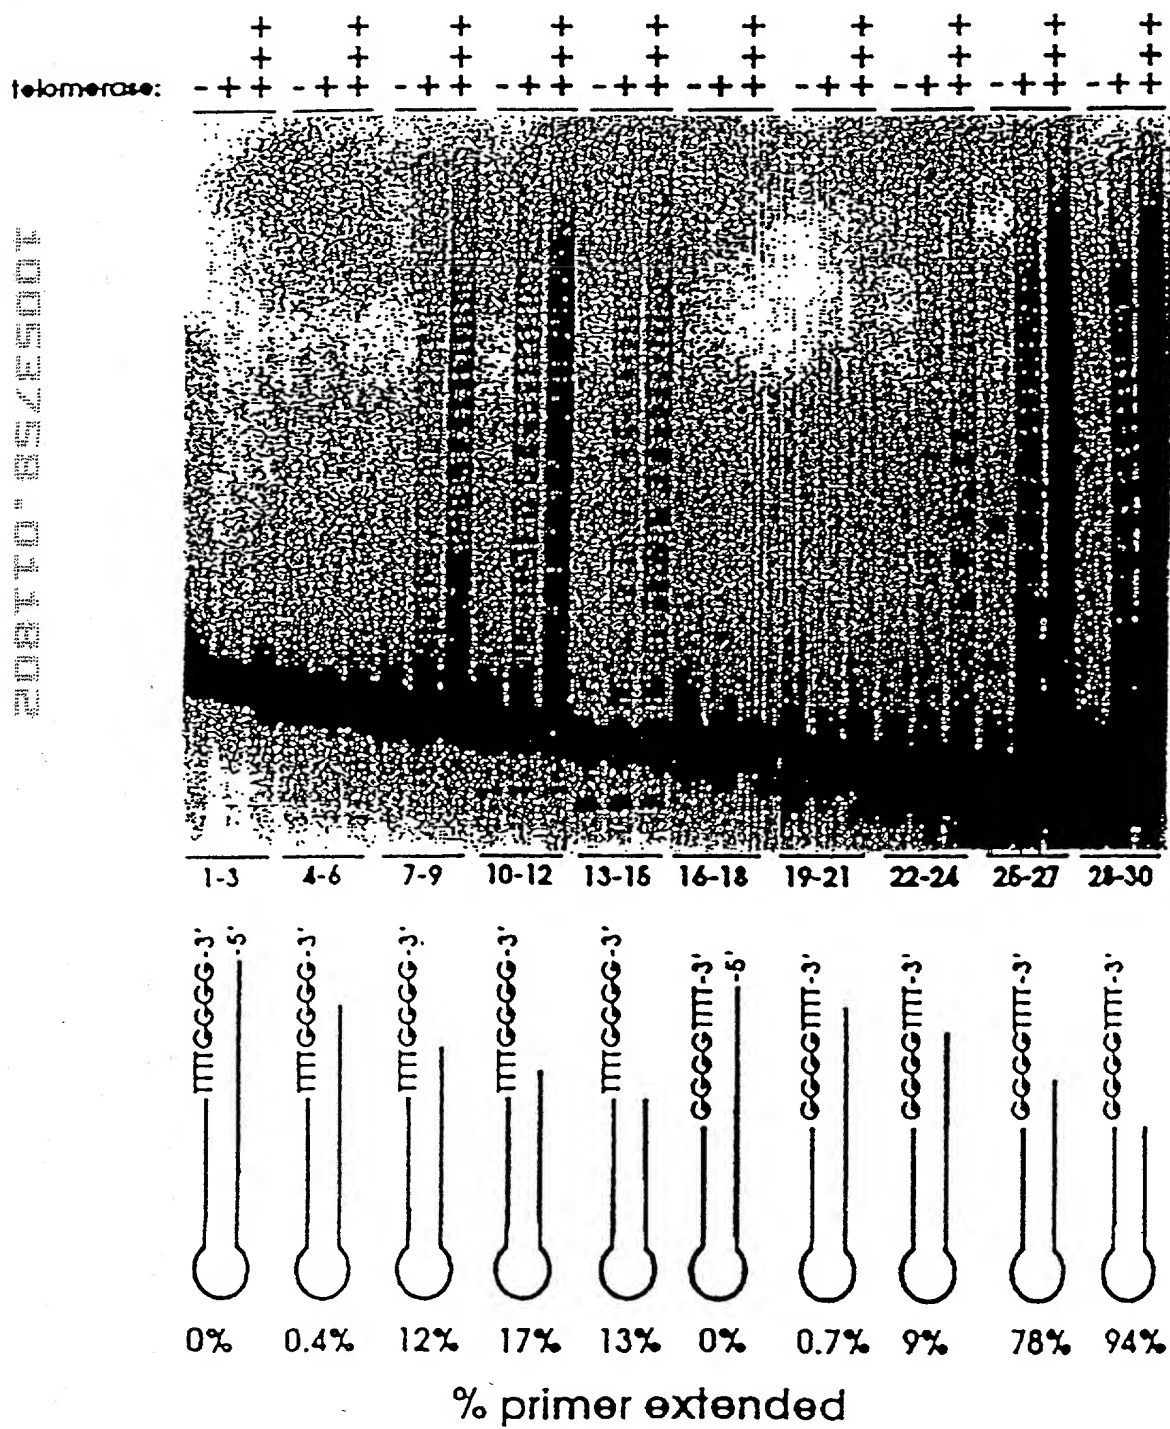 + + + + + + + + + +
+ + + + + + + + + +
telomerase: - + + - + + - + + - + + - + + - + + - + + - + + - + + - + +
1-3 4-6 7-9 10-12 13-15 16-18 19-21 22-24 25-27 28-30
TTTTGGGG-3'
-5'
TTTTGGGG-3'
TTTTGGGG-3'
TTTTGGGG-3'
TTTTGGGG-3'
GGGGTTTT-3'
-5'
GGGGTTTT-3'
GGGGTTTT-3'
GGGGTTTT-3'
GGGGTTTT-3'
0% 0.4% 12% 17% 13% 0% 0.7% 9% 78% 94%
% primer extended